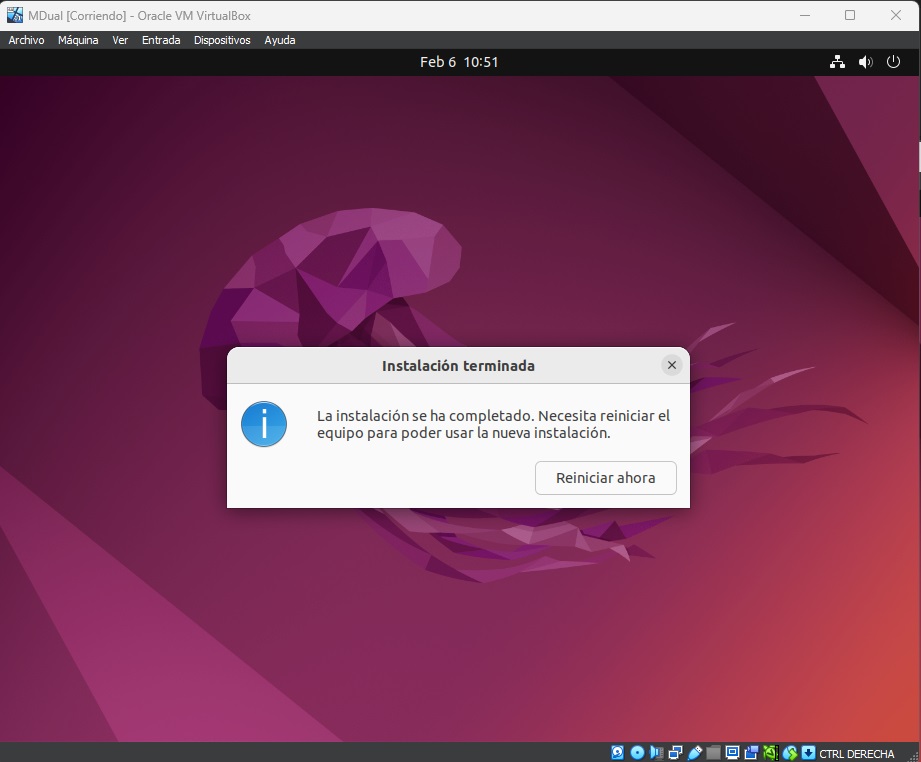 MDual [Corriendo] - Oracle VM VirtualBox
Archivo Máquina Ver Entrada Dispositivos Ayuda
Feb 6 10:51
Instalación terminada
La instalación se ha completado. Necesita reiniciar el
equipo para poder usar la nueva instalación.
Reiniciar ahora
CTRL DERECHA